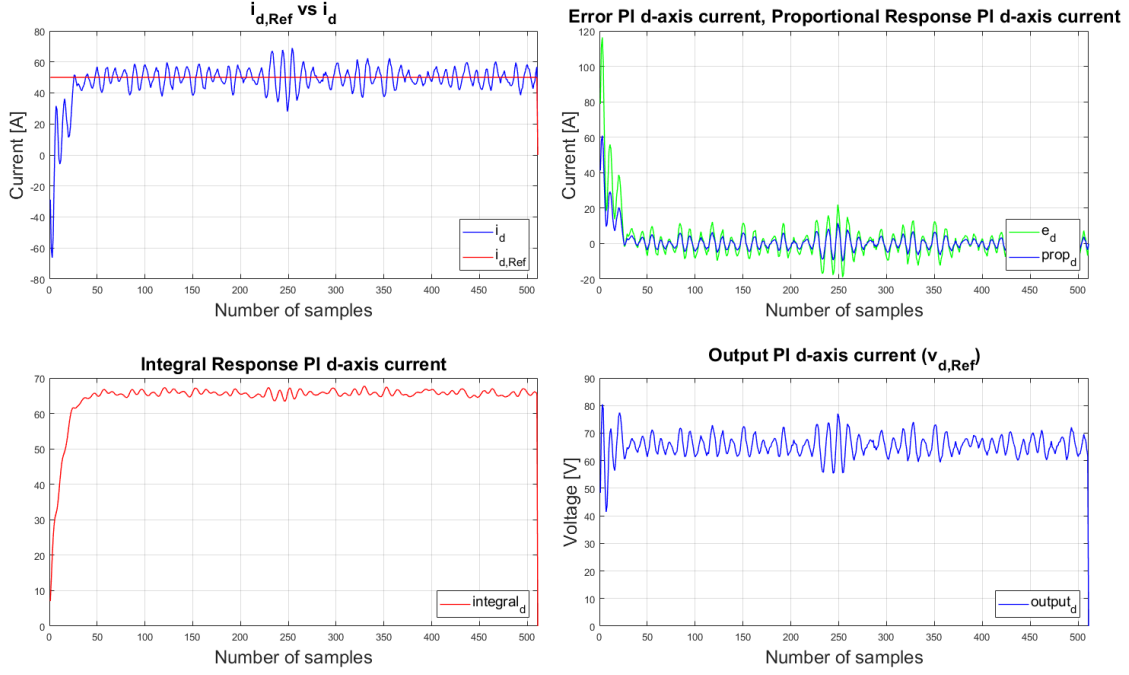 i_d,Ref vs i_d
80
60
40
20
0
-20
-40
-60
-80
Current [A]
0 50 100 150 200 250 300 350 400 450 500
Number of samples
i_d
i_d,Ref
Error PI d-axis current, Proportional Response PI d-axis current
120
100
80
60
40
20
0
-20
Current [A]
0 50 100 150 200 250 300 350 400 450 500
Number of samples
e_d
prop_d
Integral Response PI d-axis current
70
60
50
40
30
20
10
0
0 50 100 150 200 250 300 350 400 450 500
Number of samples
integral_d
Output PI d-axis current (v_d,Ref)
90
80
70
60
50
40
30
20
10
0
Voltage [V]
0 50 100 150 200 250 300 350 400 450 500
Number of samples
output_d